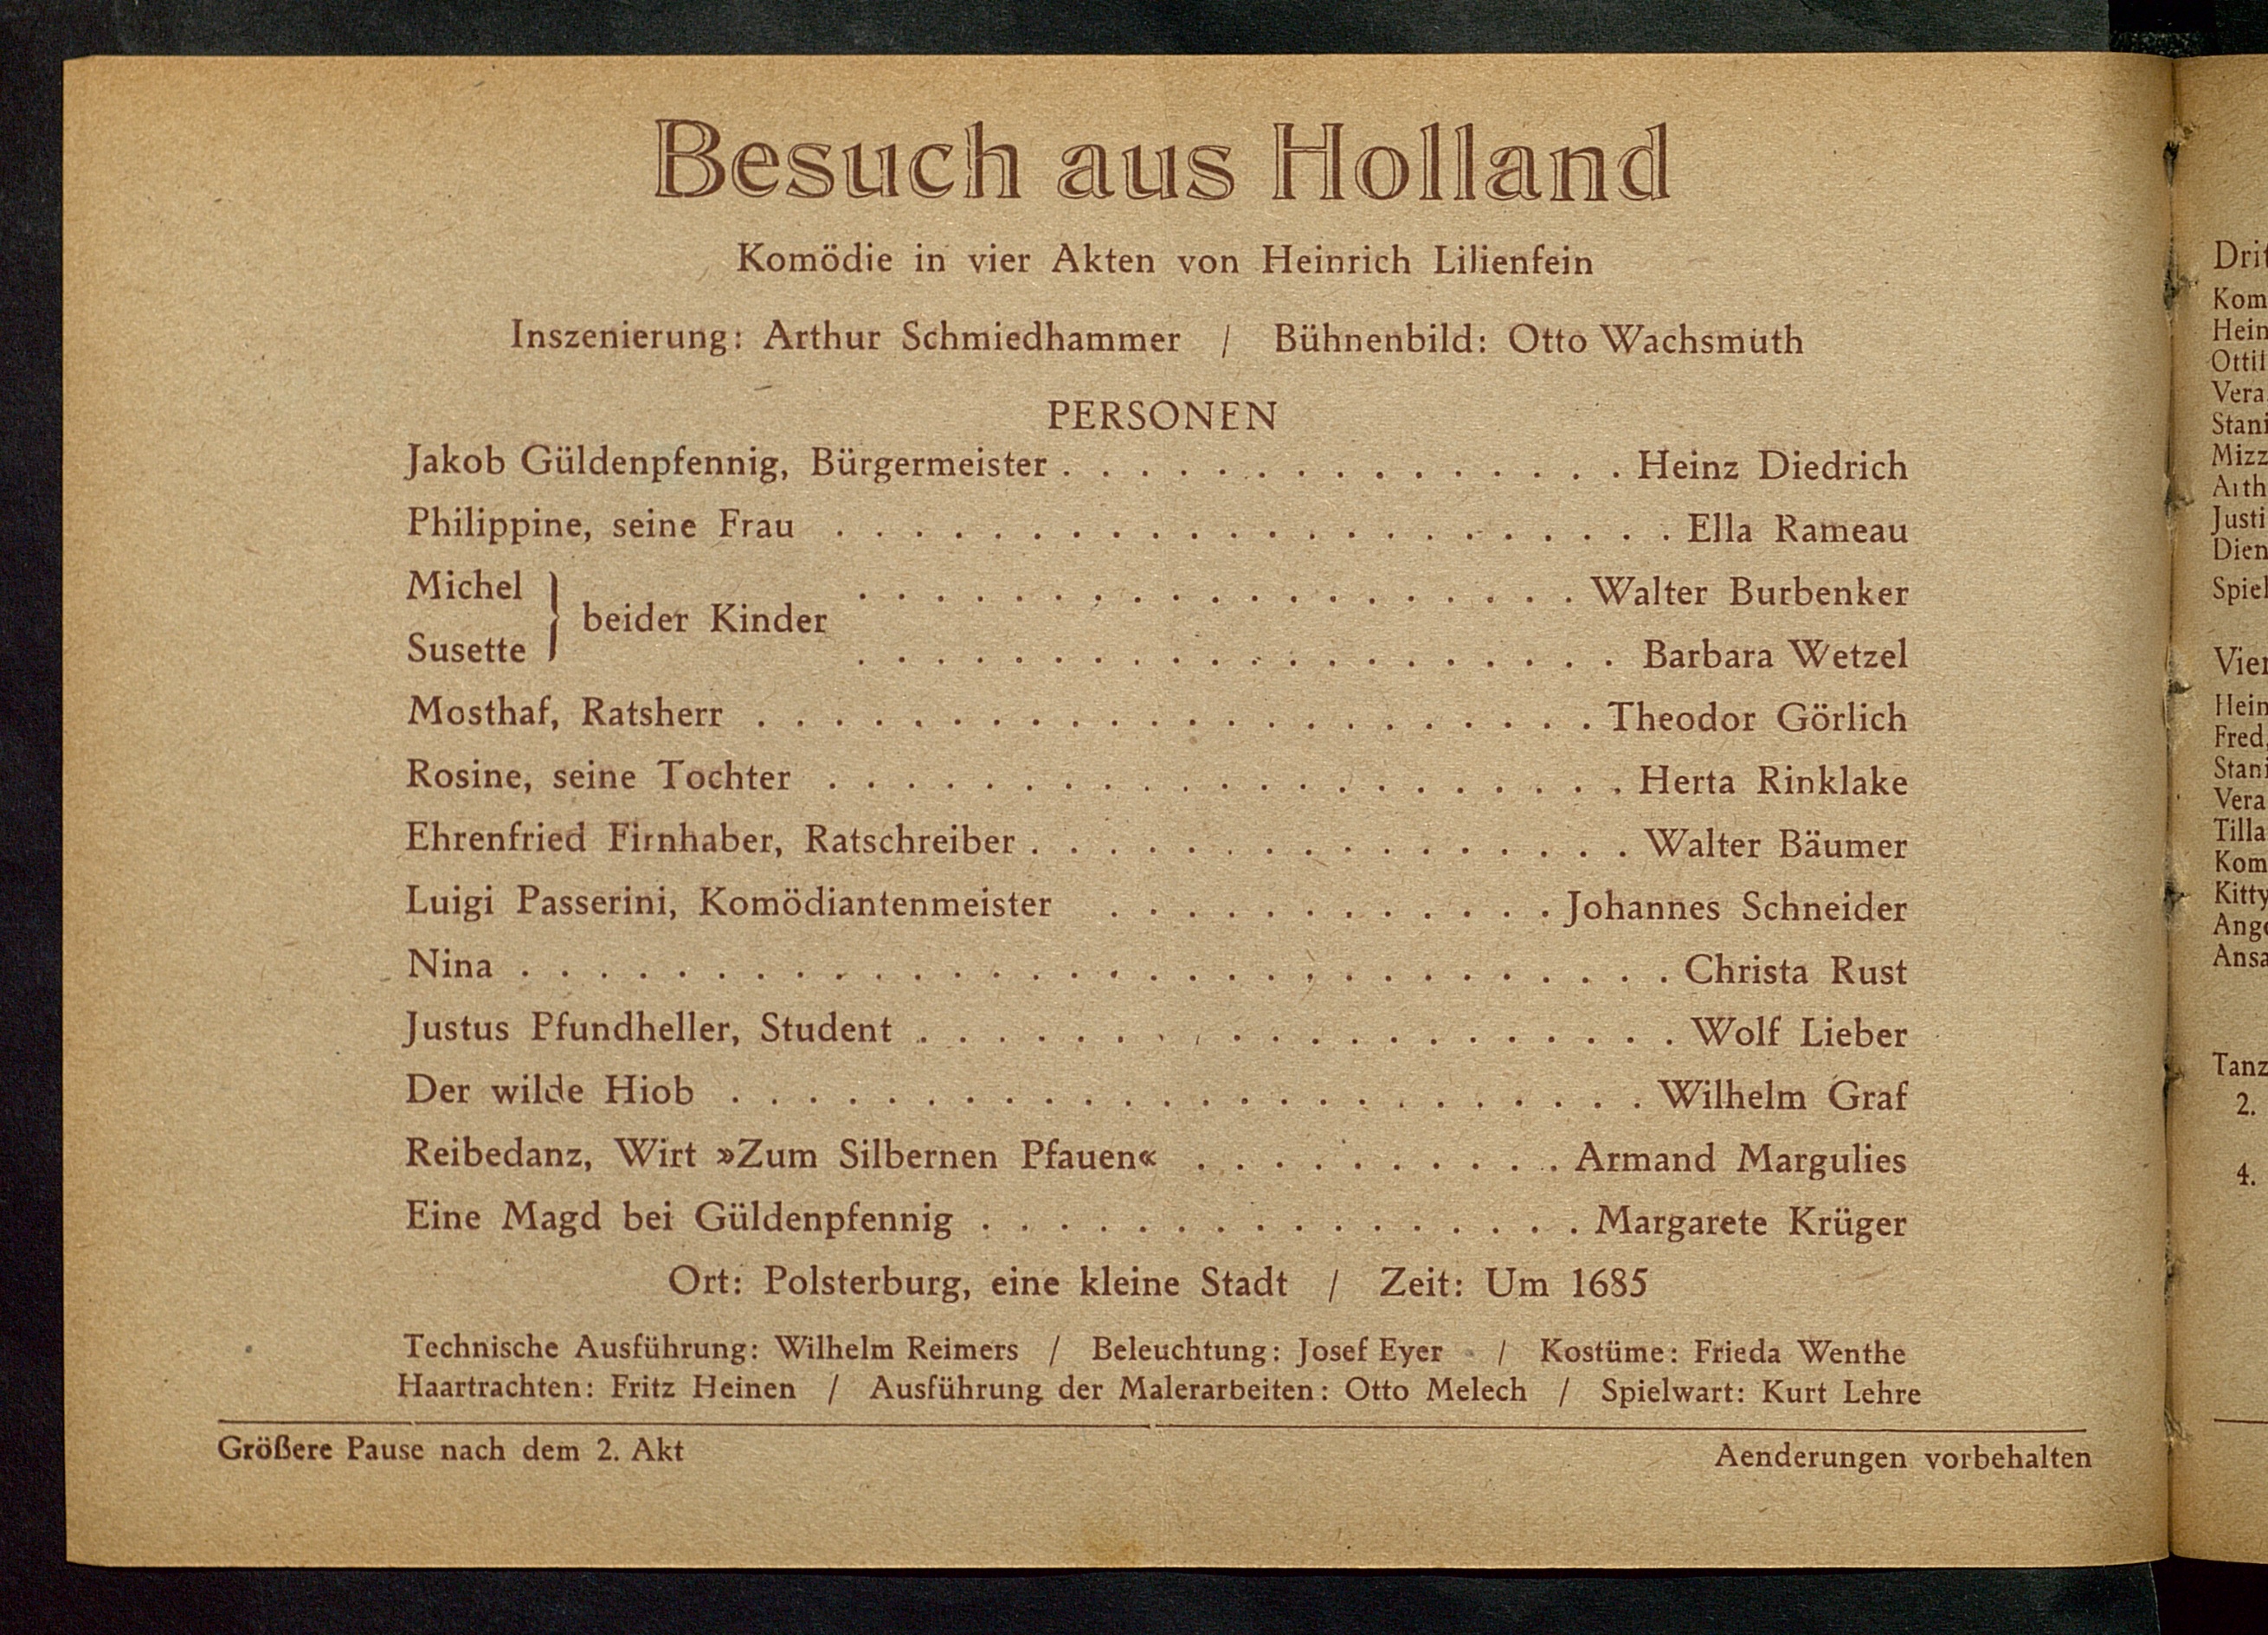 Besuch aus Holland
Komödie in vier Akten von Heinrich Lilienfein
Inszenierung: Arthur Schmiedhammer / Bühnenbild: Otto Wachsmuth
PERSONEN
Jakob Güldenpfennig, Bürgermeister . . . . . . . . . . . . . . . Heinz Diedrich
Philippine, seine Frau . . . . . . . . . . . . . . . . . . . . . . Ella Rameau
Michel } beider Kinder . . . . . . . . . . . . . . . . . . . Walter Burbenker
Susette . . . . . . . . . . . . . . . . . . . . Barbara Wetzel
Mosthaf, Ratsherr . . . . . . . . . . . . . . . . . . . . . . Theodor Görlich
Rosine, seine Tochter . . . . . . . . . . . . . . . . . . . . . Herta Rinklake
Ehrenfried Firnhaber, Ratschreiber . . . . . . . . . . . . . . . . Walter Bäumer
Luigi Passerini, Komödiantenmeister . . . . . . . . . . . . Johannes Schneider
Nina . . . . . . . . . . . . . . . . . . . . . . . . . . . . . . Christa Rust
Justus Pfundheller, Student . . . . . . . . . . . . . . . . . . . . Wolf Lieber
Der wilde Hiob . . . . . . . . . . . . . . . . . . . . . . . . Wilhelm Graf
Reibedanz, Wirt »Zum Silbernen Pfauen« . . . . . . . . . . Armand Margulies
Eine Magd bei Güldenpfennig . . . . . . . . . . . . . . . . Margarete Krüger
Ort: Polsterburg, eine kleine Stadt / Zeit: Um 1685
Technische Ausführung: Wilhelm Reimers / Beleuchtung: Josef Eyer / Kostüme: Frieda Wenthe
Haartrachten: Fritz Heinen / Ausführung der Malerarbeiten: Otto Melech / Spielwart: Kurt Lehre
Größere Pause nach dem 2. Akt
Aenderungen vorbehalten
Vera
Vera
2.
4.